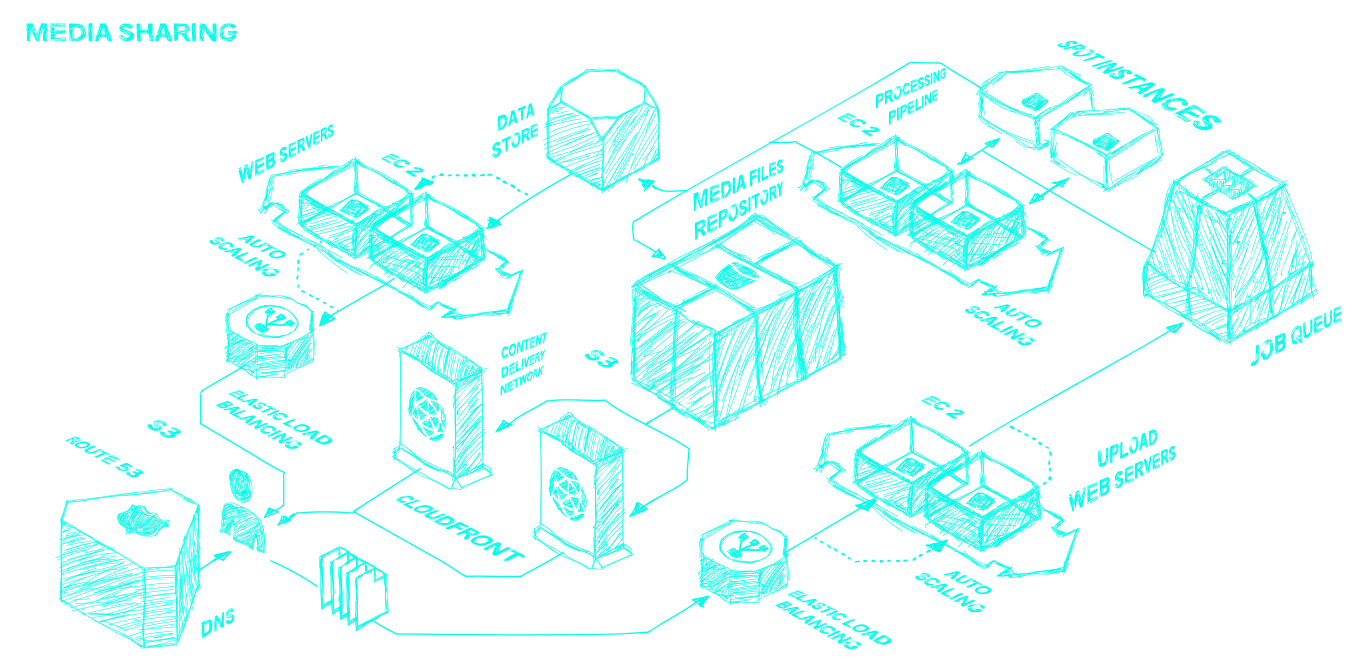 MEDIA SHARING
SPOT INSTANCES
PROCESSING
PIPELINE
EC 2
DATA
STORE
WEB SERVERS
EC 2
MEDIA FILES
REPOSITORY
AUTO
SCALING
AUTO
SCALING
JOB QUEUE
CONTENT
DELIVERY
NETWORK
S3
ELASTIC LOAD
BALANCING
EC 2
UPLOAD
WEB SERVERS
S3
ROUTE 53
CLOUDFRONT
AUTO
SCALING
DNS
ELASTIC LOAD
BALANCING